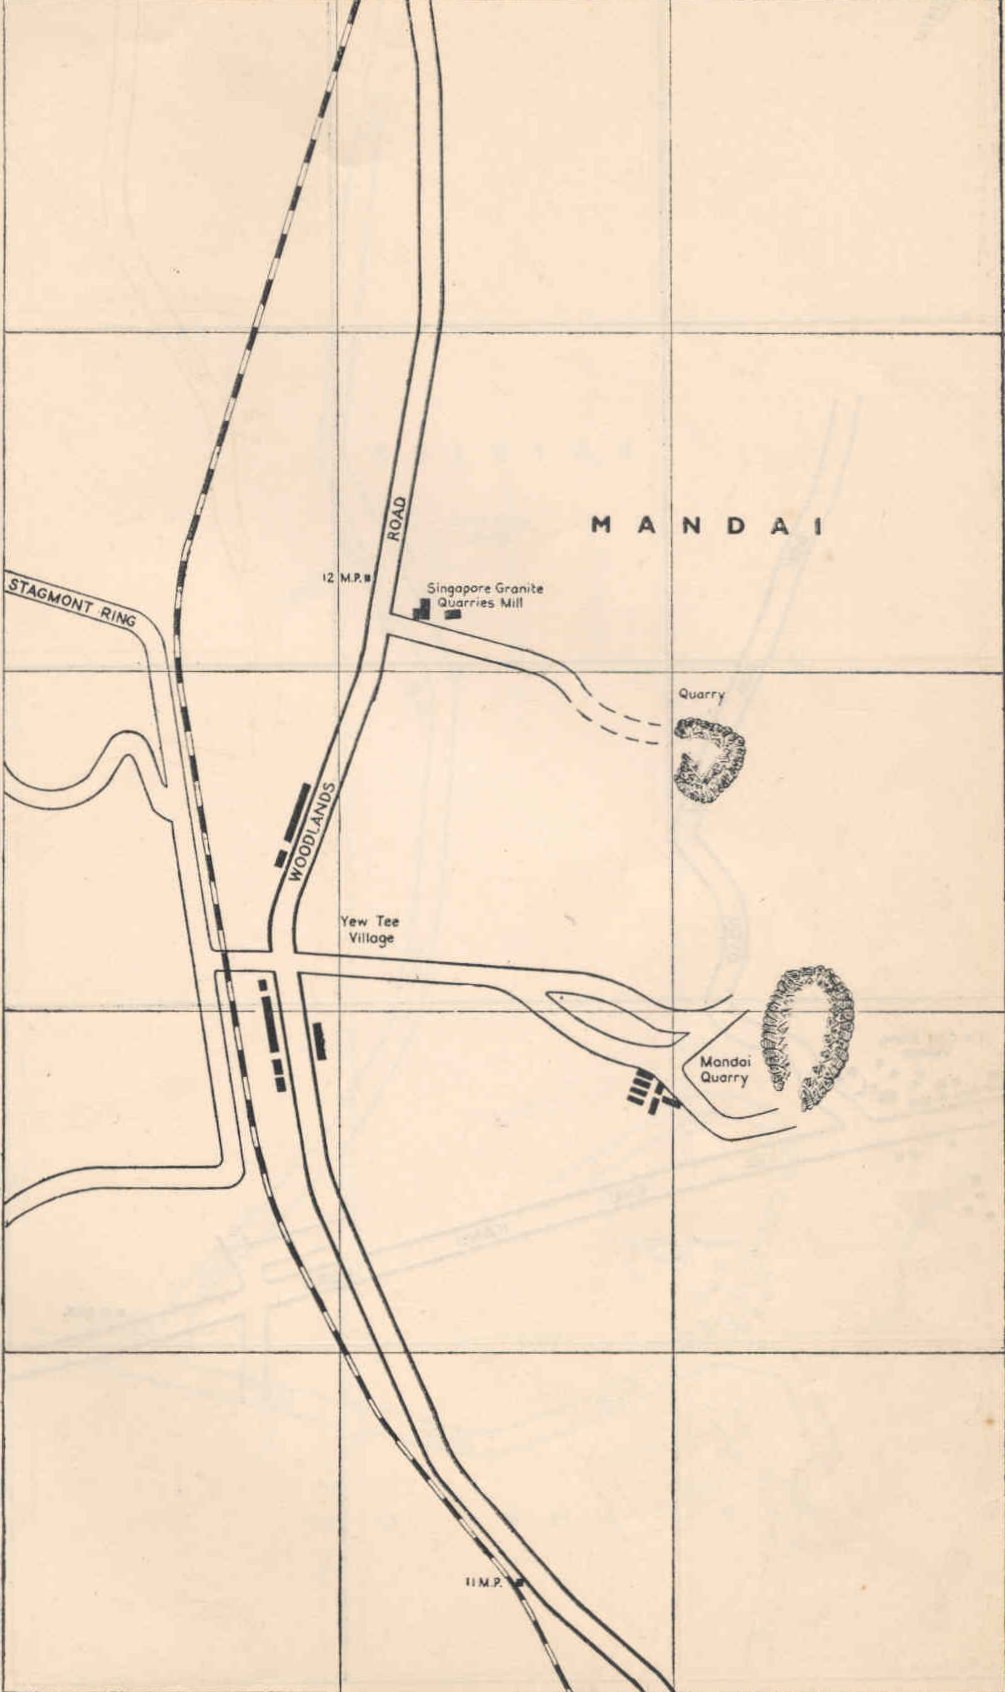 MANDAI
ROAD
12 M.P.
Singapore Granite
Quarries Mill
STAGMONT RING
Quarry
WOODLANDS
Yew Tee
Village
Mandai
Quarry
11 M.P.